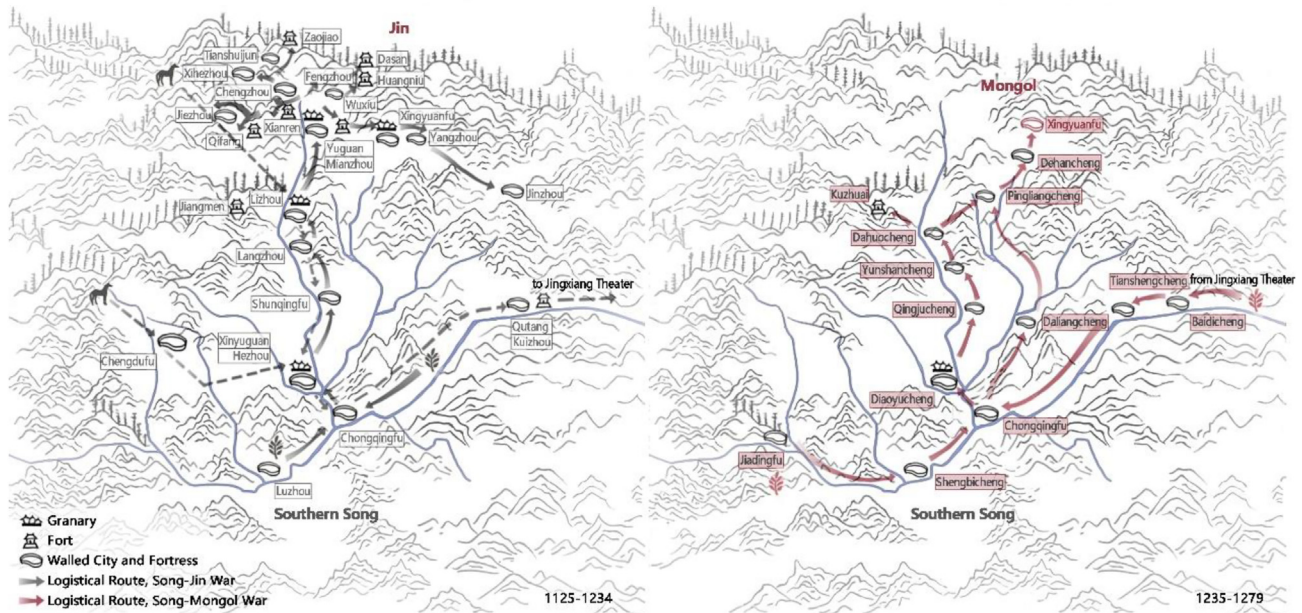 Jin
Zaojiao
Tianshuijun
Dasan
Xihezhou
Fengzhou
Huangniu
Chengzhou
Wuxiu
Jiezhou
Xianren
Xingyuanfu
Qifang
Yangzhou
Yuguan
Mianzhou
Jinzhou
Jiangmen
Lizhou
Langzhou
to Jingxiang Theater
Shunqingfu
Qutang
Kuizhou
Chengdufu
Xinyuguan
Hezhou
Chongqingfu
Luzhou
Southern Song
Granary
Fort
Walled City and Fortress
Logistical Route, Song-Jin War
Logistical Route, Song-Mongol War
1125-1234
Mongol
Xingyuanfu
Dehancheng
Kuzhuai
Pingliangcheng
Dahuocheng
Yunshancheng
Tianshengcheng
from Jingxiang Theater
Qingjucheng
Daliangcheng
Baidicheng
Diaoyucheng
Chongqingfu
Jiadingfu
Shengbicheng
Southern Song
1235-1279